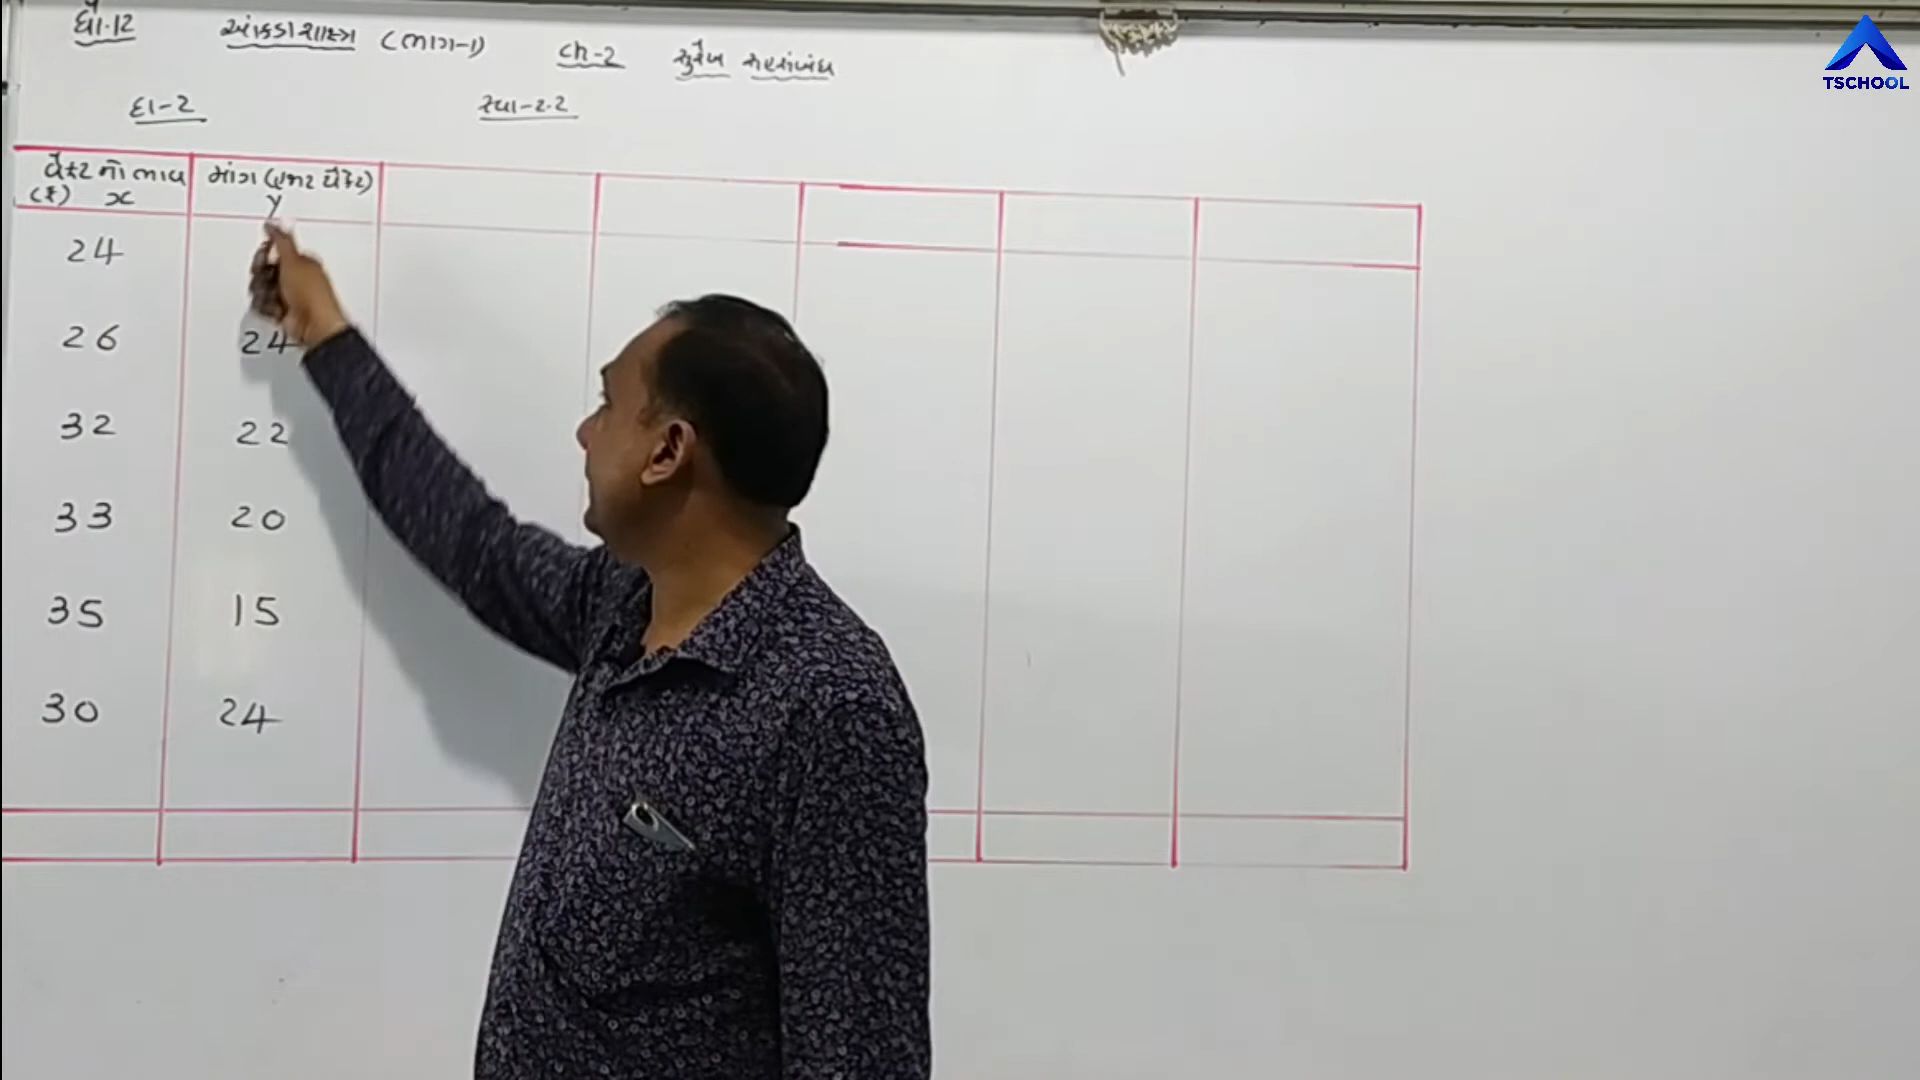 ધો-12 અંકડાશાસ્ત્ર (ભાગ-1) Ch-2 સુરેખ સહસંબંધ
દા-2 સ્વા-2.2
પેકેટ નો ભાવ માંગ (હજાર પેકેટ)
(₹) x Y
24
26 24
32 22
33 20
35 15
30 24
TSCHOOL